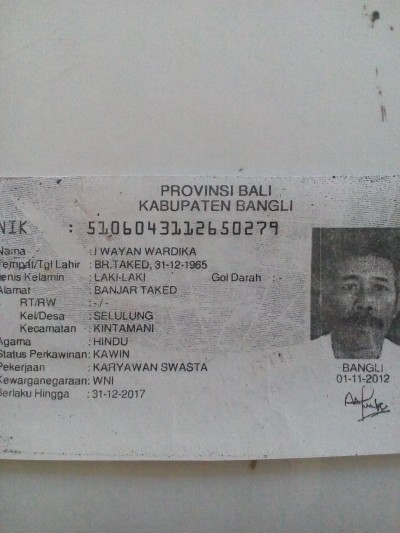 PROVINSI BALI
KABUPATEN BANGLI
NIK : 5106043112650279
Nama : I WAYAN WARDIKA
Tempat/Tgl Lahir : BR.TAKED, 31-12-1965
Jenis Kelamin : LAKI-LAKI Gol Darah : -
Alamat : BANJAR TAKED
RT/RW : -/-
Kel/Desa : SELULUNG
Kecamatan : KINTAMANI
Agama : HINDU
Status Perkawinan: KAWIN
Pekerjaan : KARYAWAN SWASTA
Kewarganegaraan: WNI
Berlaku Hingga : 31-12-2017
BANGLI
01-11-2012